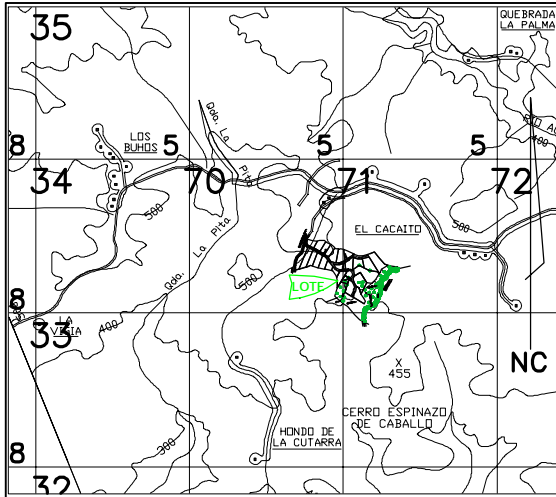 35
QUEBRADA
LA PALMA
Qda. La Pita
LOS
BUHOS
400
8
5
5
5
34
70
71
72
500
EL CACAITO
500
Qda. La Pita
500
LOTE
8
33
LA
VIGIA
400
X
455
NC
CERRO ESPINAZO
DE CABALLO
HONDO DE
LA CUTARRA
300
8
32